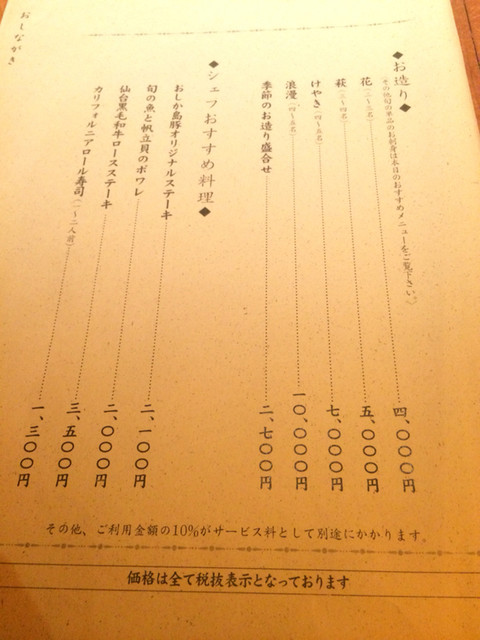 おしながき
◆お造り◆
(その他旬の単品のお刺身は本日のおすすめメニューをご覧下さい。)
花(二〜三名) 四、〇〇〇円
萩(三〜四名) 五、〇〇〇円
けやき(四〜五名) 七、〇〇〇円
浪漫(四〜五名) 一〇、〇〇〇円
季節のお造り盛合せ 二、七〇〇円
◆シェフおすすめ料理◆
おしか島豚オリジナルステーキ 二、一〇〇円
旬の魚と帆立貝のポワレ 二、〇〇〇円
仙台黒毛和牛ロースステーキ 三、五〇〇円
カリフォルニアロール寿司(一〜二人前) 一、三〇〇円
その他、ご利用金額の10%がサービス料として別途にかかります。
価格は全て税抜表示となっております